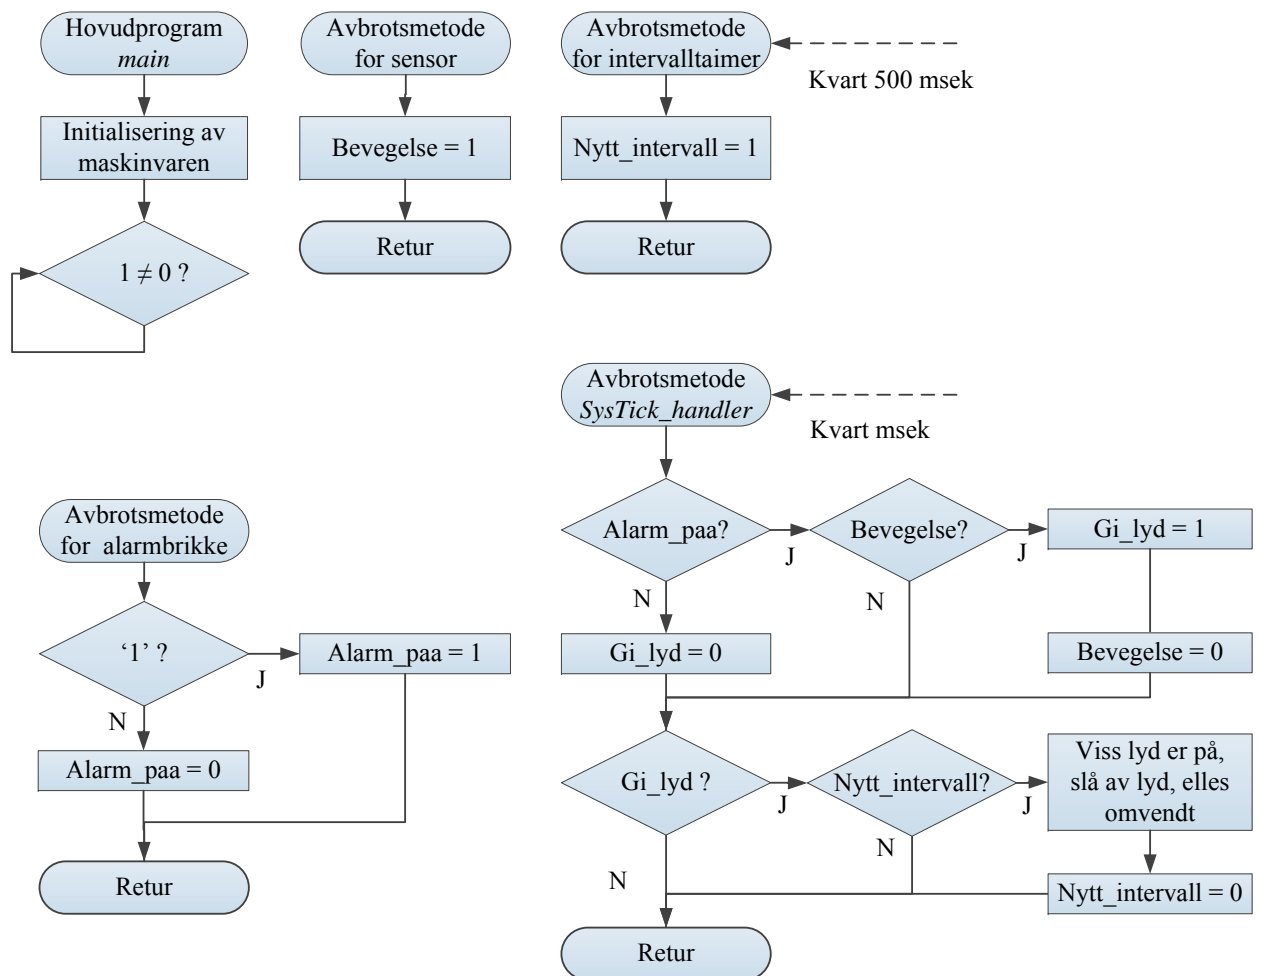 Hovudprogram
main
Initialisering av
maskinvaren
1 ≠ 0 ?
Avbrotsmetode
for sensor
Bevegelse = 1
Retur
Avbrotsmetode
for intervalltaimer
Kvart 500 msek
Nytt_intervall = 1
Retur
Avbrotsmetode
for alarmbrikke
‘1’ ?
J
Alarm_paa = 1
N
Alarm_paa = 0
Retur
Avbrotsmetode
SysTick_handler
Kvart msek
Alarm_paa?
J
Bevegelse?
J
Gi_lyd = 1
N
N
Gi_lyd = 0
Bevegelse = 0
Gi_lyd ?
J
Nytt_intervall?
J
Viss lyd er på,
slå av lyd, elles
omvendt
N
N
Nytt_intervall = 0
Retur